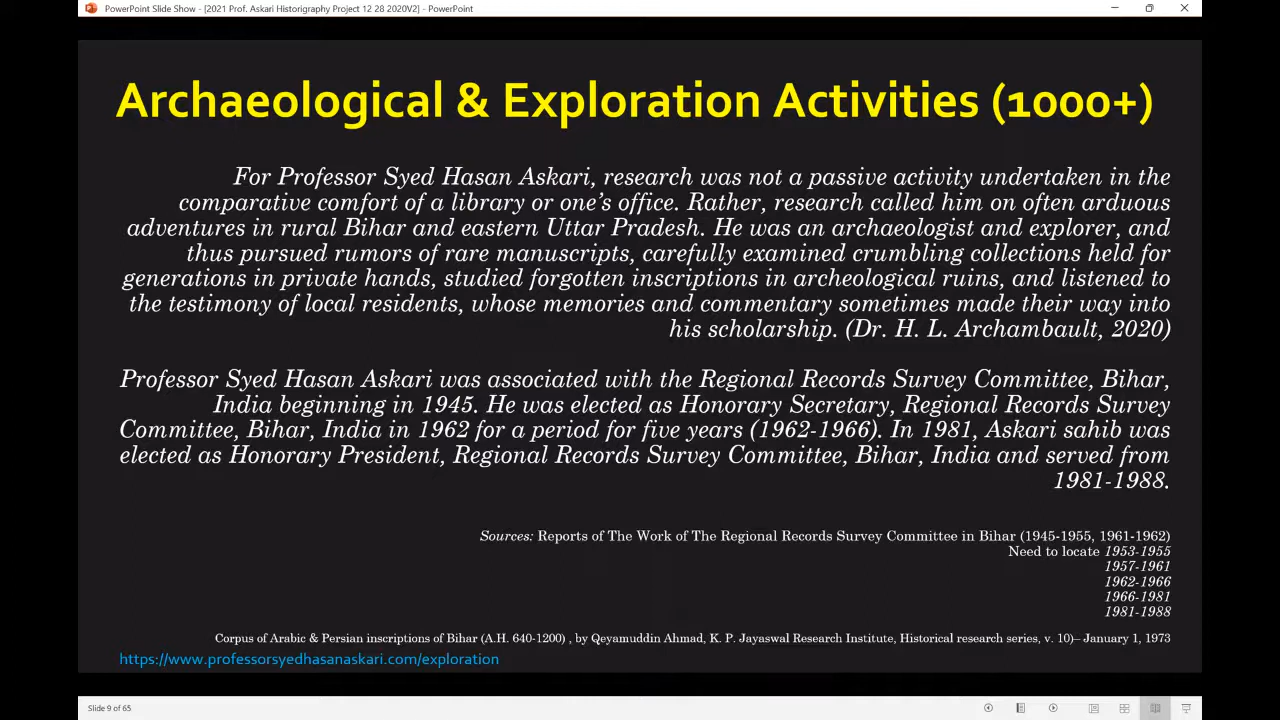 PowerPoint Slide Show - [2021 Prof. Askari Historigraphy Project 12 28 2020V2] - PowerPoint
Archaeological & Exploration Activities (1000+)
For Professor Syed Hasan Askari, research was not a passive activity undertaken in the
comparative comfort of a library or one's office. Rather, research called him on often arduous
adventures in rural Bihar and eastern Uttar Pradesh. He was an archaeologist and explorer, and
thus pursued rumors of rare manuscripts, carefully examined crumbling collections held for
generations in private hands, studied forgotten inscriptions in archeological ruins, and listened to
the testimony of local residents, whose memories and commentary sometimes made their way into
his scholarship. (Dr. H. L. Archambault, 2020)
Professor Syed Hasan Askari was associated with the Regional Records Survey Committee, Bihar,
India beginning in 1945. He was elected as Honorary Secretary, Regional Records Survey
Committee, Bihar, India in 1962 for a period for five years (1962-1966). In 1981, Askari sahib was
elected as Honorary President, Regional Records Survey Committee, Bihar, India and served from
1981-1988.
Sources: Reports of The Work of The Regional Records Survey Committee in Bihar (1945-1955, 1961-1962)
Need to locate 1953-1955
1957-1961
1962-1966
1966-1981
1981-1988
Corpus of Arabic & Persian inscriptions of Bihar (A.H. 640-1200) , by Qeyamuddin Ahmad, K. P. Jayaswal Research Institute, Historical research series, v. 10)– January 1, 1973
https://www.professorsyedhasanaskari.com/exploration
Slide 9 of 65